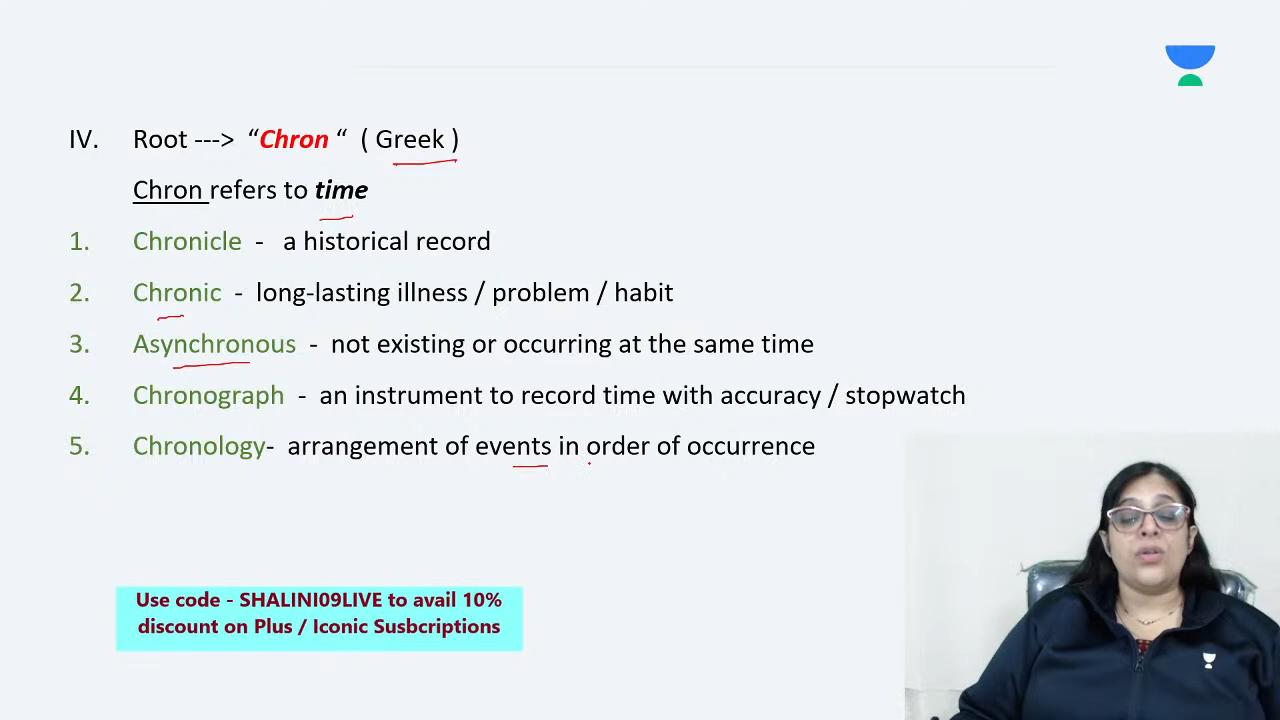 IV. Root ---> “Chron “ ( Greek )
Chron refers to time
1. Chronicle - a historical record
2. Chronic - long-lasting illness / problem / habit
3. Asynchronous - not existing or occurring at the same time
4. Chronograph - an instrument to record time with accuracy / stopwatch
5. Chronology- arrangement of events in order of occurrence
Use code - SHALINI09LIVE to avail 10%
discount on Plus / Iconic Susbcriptions